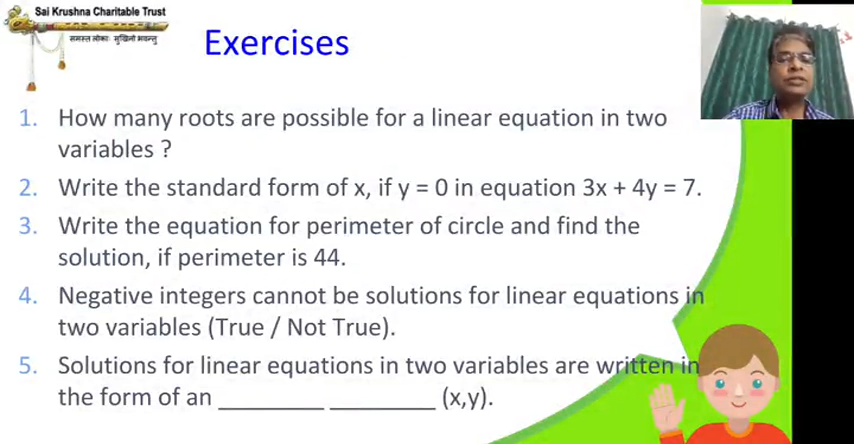 Sai Krushna Charitable Trust
समस्त लोकाः सुखिनो भवन्तु
Exercises
1. How many roots are possible for a linear equation in two
variables ?
2. Write the standard form of x, if y = 0 in equation 3x + 4y = 7.
3. Write the equation for perimeter of circle and find the
solution, if perimeter is 44.
4. Negative integers cannot be solutions for linear equations in
two variables (True / Not True).
5. Solutions for linear equations in two variables are written in
the form of an ________ ________ (x,y).